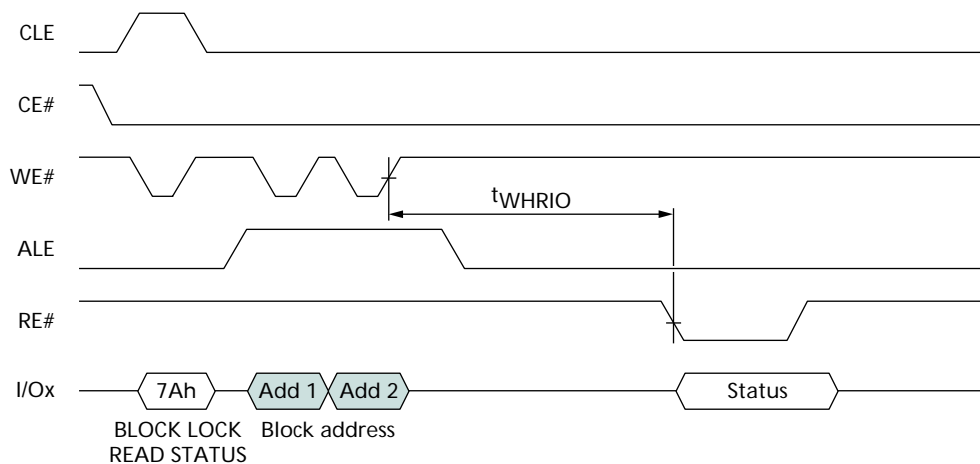 CLE
CE#
WE#
tWHRIO
ALE
RE#
I/Ox
7Ah
Add 1
Add 2
Status
BLOCK LOCK
READ STATUS
Block address